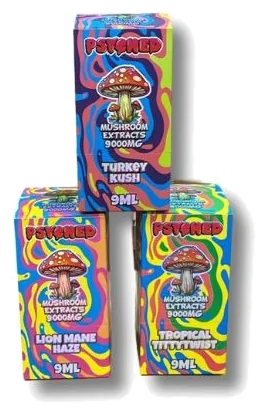 PSYCHED
MUSHROOM
EXTRACTS
9000MG
TURKEY
KUSH
9ML
PSYCHED
MUSHROOM
EXTRACTS
9000MG
LION MANE
HAZE
9ML
PSYCHED
MUSHROOM
EXTRACTS
9000MG
TROPICAL
TITTYTWIST
9ML